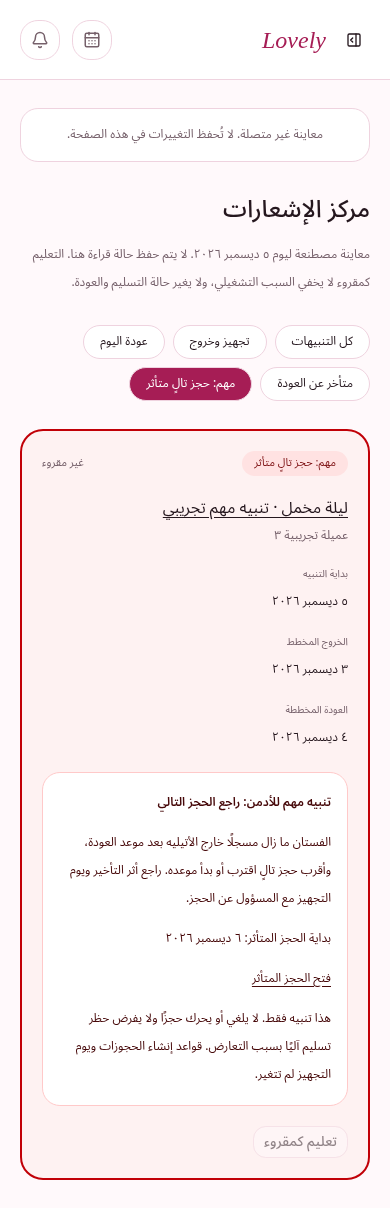 Lovely
معاينة غير متصلة. لا تُحفظ التغييرات في هذه الصفحة.
مركز الإشعارات
معاينة مصطنعة ليوم ٥ ديسمبر ٢٠٢٦. لا يتم حفظ حالة قراءة هنا. التعليم
كمقروء لا يخفي السبب التشغيلي، ولا يغير حالة التسليم والعودة.
كل التنبيهات
تجهيز وخروج
عودة اليوم
متأخر عن العودة
مهم: حجز تالٍ متأثر
مهم: حجز تالٍ متأثر
غير مقروء
ليلة مخمل · تنبيه مهم تجريبي
عميلة تجريبية ٣
بداية التنبيه
٥ ديسمبر ٢٠٢٦
الخروج المخطط
٣ ديسمبر ٢٠٢٦
العودة المخططة
٤ ديسمبر ٢٠٢٦
تنبيه مهم للأدمن: راجع الحجز التالي
الفستان ما زال مسجلًا خارج الأتيليه بعد موعد العودة،
وأقرب حجز تالٍ اقترب أو بدأ موعده. راجع أثر التأخير ويوم
التجهيز مع المسؤول عن الحجز.
بداية الحجز المتأثر: ٦ ديسمبر ٢٠٢٦
فتح الحجز المتأثر
هذا تنبيه فقط. لا يلغي أو يحرك حجزًا ولا يفرض حظر
تسليم آليًا بسبب التعارض. قواعد إنشاء الحجوزات ويوم
التجهيز لم تتغير.
تعليم كمقروء